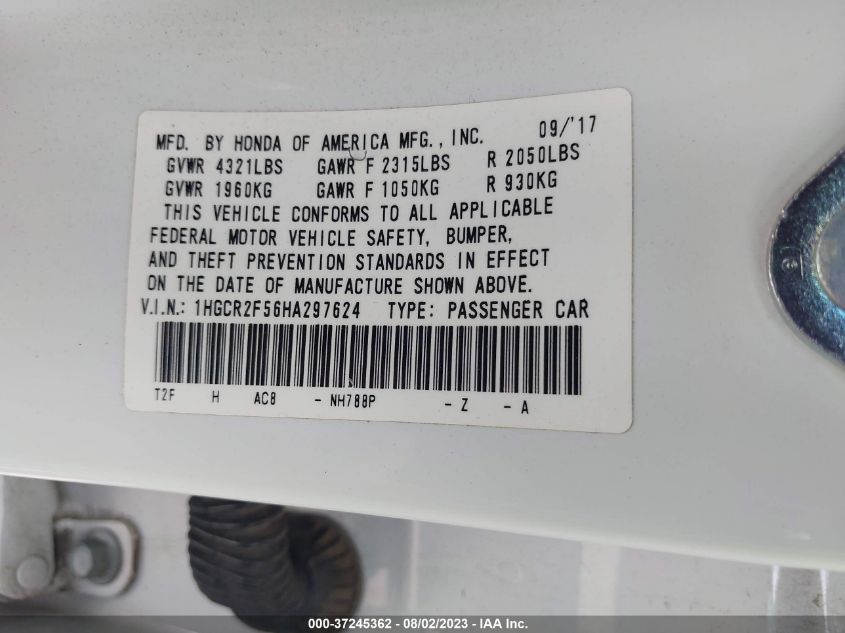 MFD. BY HONDA OF AMERICA MFG., INC. 09/'17
GVWR 4321LBS GAWR F 2315LBS R 2050LBS
GVWR 1960KG GAWR F 1050KG R 930KG
THIS VEHICLE CONFORMS TO ALL APPLICABLE
FEDERAL MOTOR VEHICLE SAFETY, BUMPER,
AND THEFT PREVENTION STANDARDS IN EFFECT
ON THE DATE OF MANUFACTURE SHOWN ABOVE.
V.I.N.: 1HGCR2F56HA297624 TYPE: PASSENGER CAR
T2F H AC8 - NH788P - Z - A
000-37245362 - 08/02/2023 - IAA Inc.